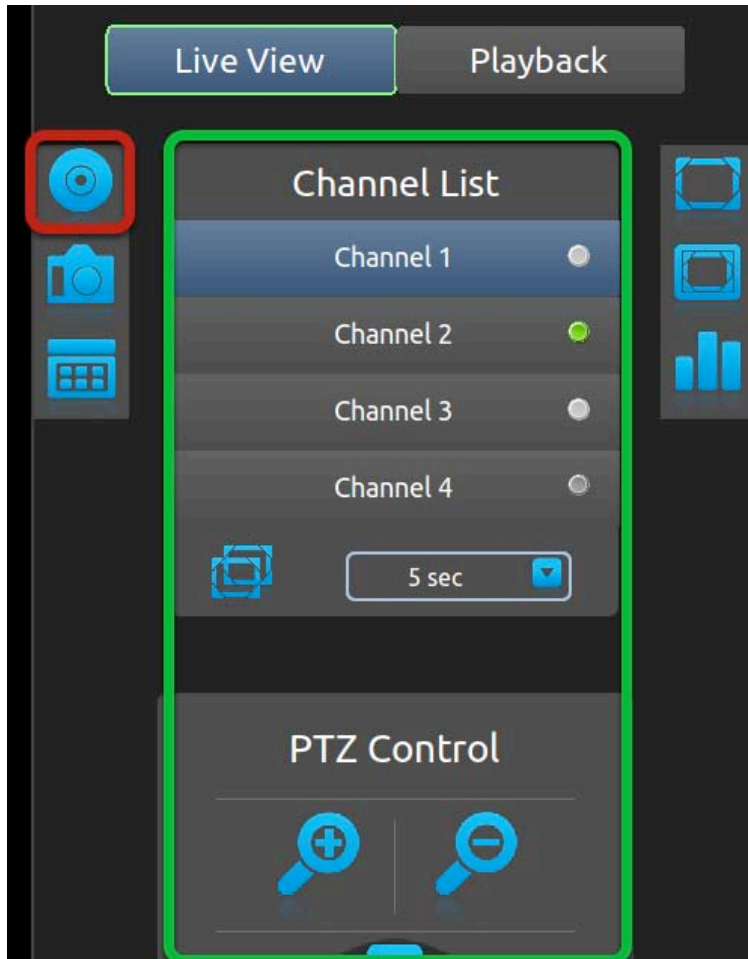 Live View
Playback
Channel List
Channel 1
Channel 2
Channel 3
Channel 4
5 sec
PTZ Control